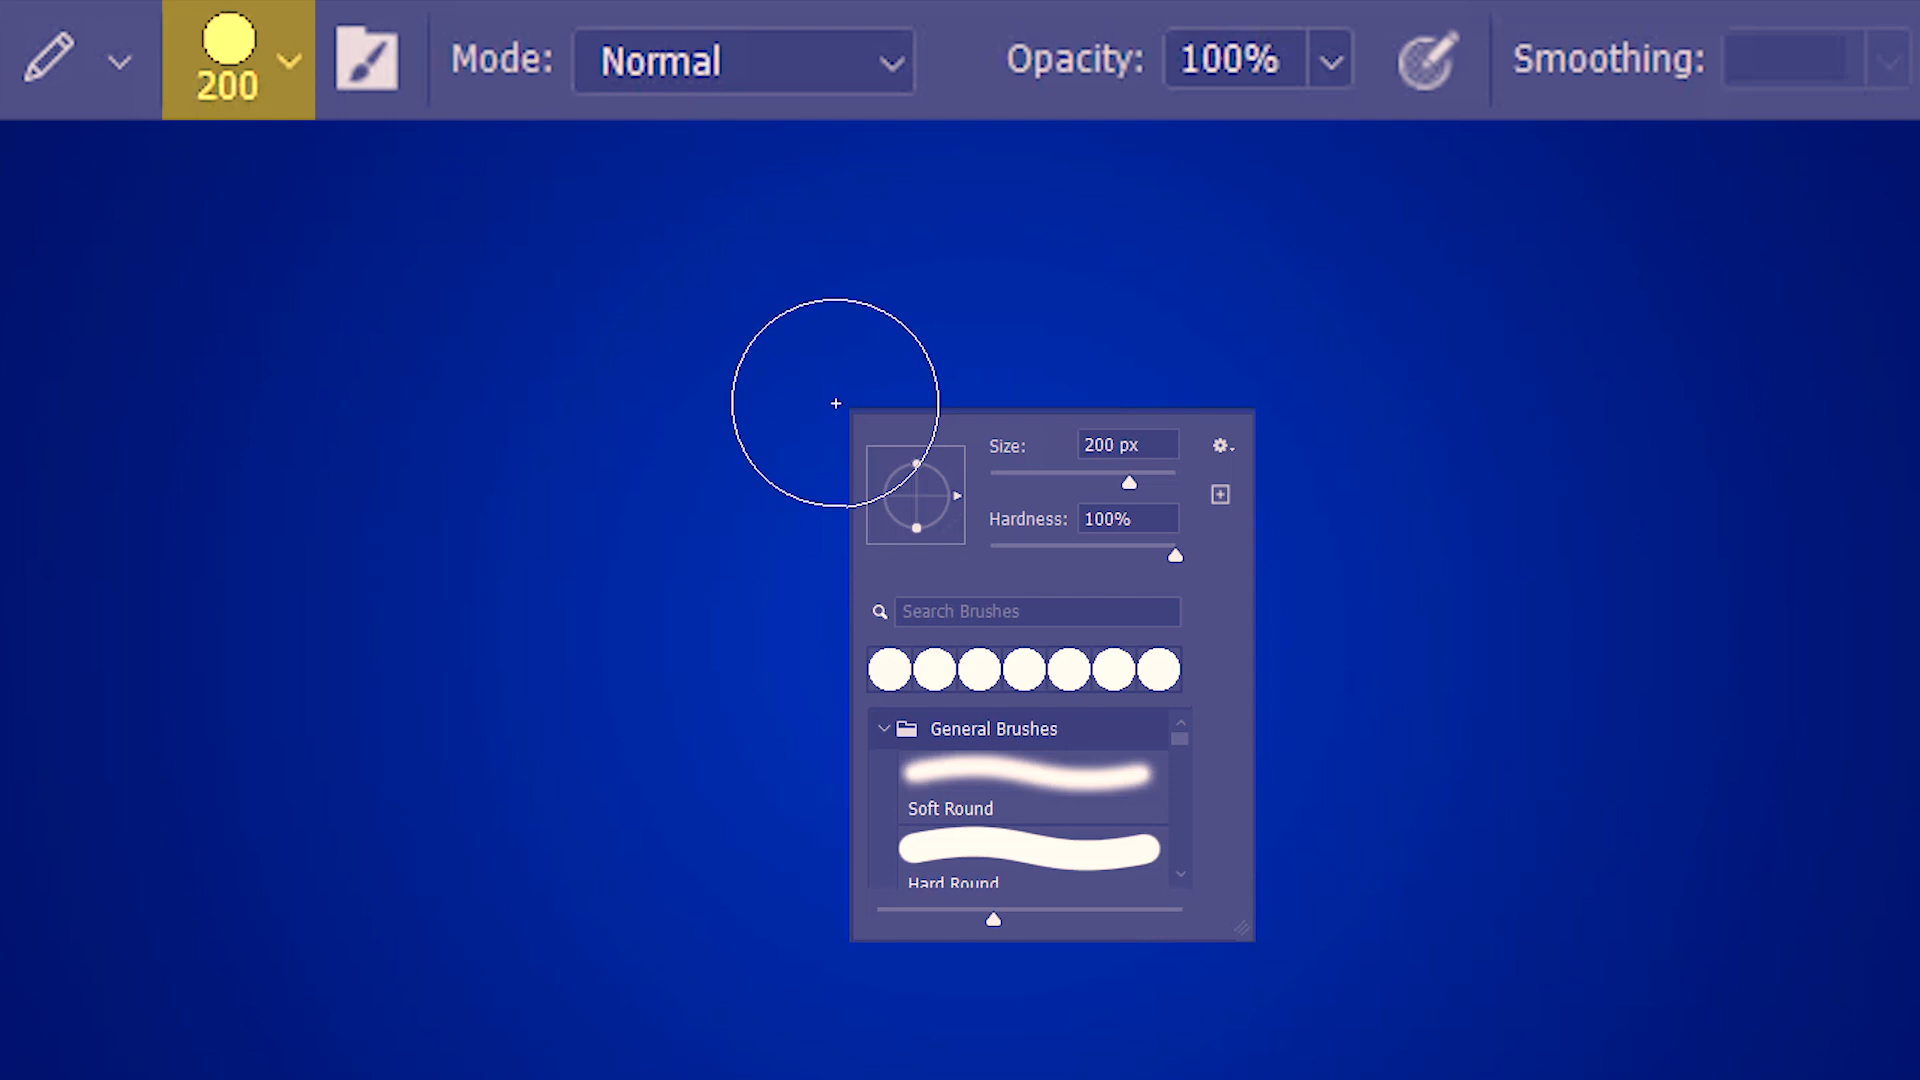 200
Mode: Normal
Opacity: 100%
Smoothing:
Size: 200 px
Hardness: 100%
Search Brushes
General Brushes
Soft Round
Hard Round